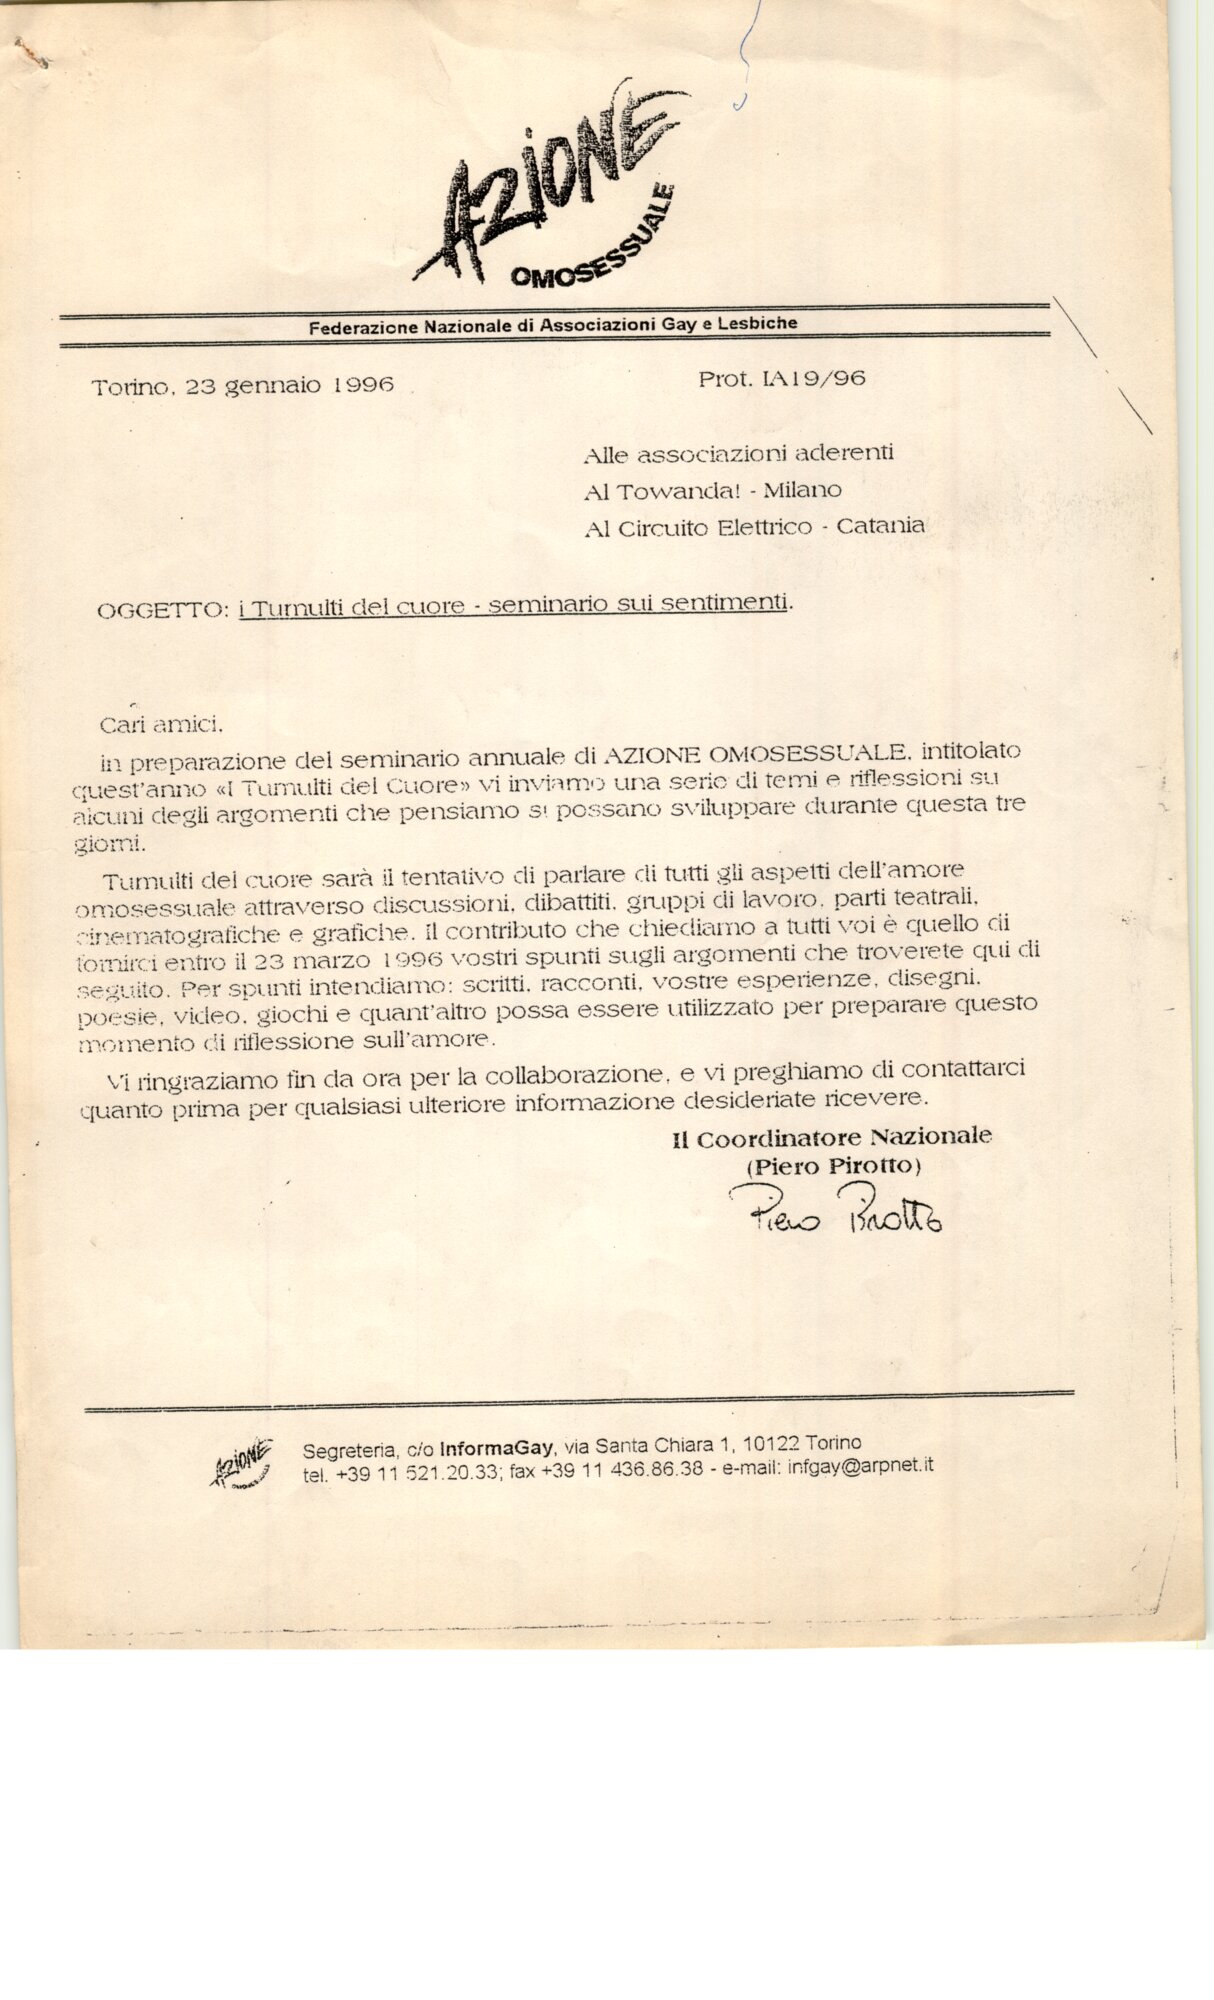 AZIONE
OMOSESSUALE
Federazione Nazionale di Associazioni Gay e Lesbiche
Torino, 23 gennaio 1996
Prot. IA19/96
Alle associazioni aderenti
Al Towanda! - Milano
Al Circuito Elettrico - Catania
OGGETTO: i Tumulti del cuore - seminario sui sentimenti.
Cari amici,
in preparazione del seminario annuale di AZIONE OMOSESSUALE, intitolato
quest'anno «I Tumulti del Cuore» vi inviamo una serie di temi e riflessioni su
alcuni degli argomenti che pensiamo si possano sviluppare durante questa tre
giorni.
Tumulti del cuore sarà il tentativo di parlare di tutti gli aspetti dell'amore
omosessuale attraverso discussioni, dibattiti, gruppi di lavoro, parti teatrali,
cinematografiche e grafiche. Il contributo che chiediamo a tutti voi è quello di
fornirci entro il 23 marzo 1996 vostri spunti sugli argomenti che troverete qui di
seguito. Per spunti intendiamo: scritti, racconti, vostre esperienze, disegni,
poesie, video, giochi e quant'altro possa essere utilizzato per preparare questo
momento di riflessione sull'amore.
Vi ringraziamo fin da ora per la collaborazione, e vi preghiamo di contattarci
quanto prima per qualsiasi ulteriore informazione desideriate ricevere.
Il Coordinatore Nazionale
(Piero Pirotto)
Piero Pirotto
AZIONE
Segreteria, c/o InformaGay, via Santa Chiara 1, 10122 Torino
tel. +39 11 521.20.33; fax +39 11 436.86.38 - e-mail: infgay@arpnet.it